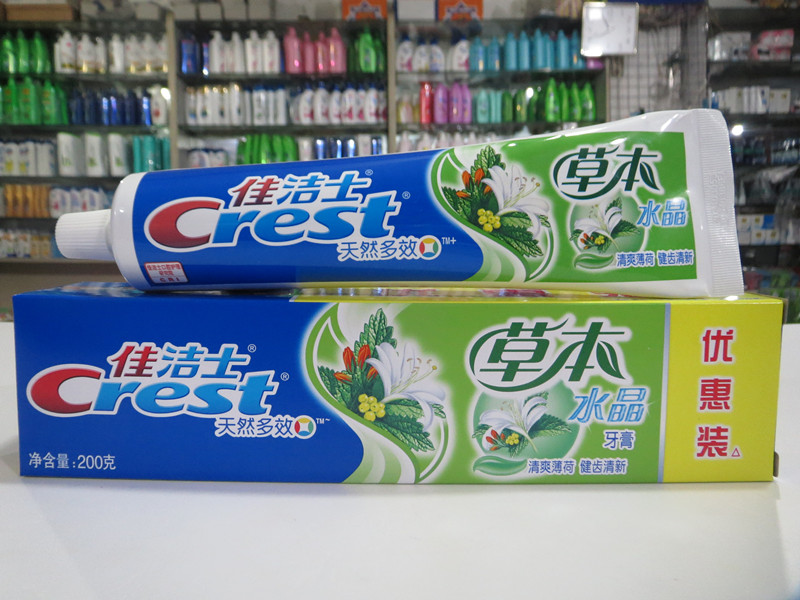 佳洁士®
Crest®
天然多效 TM+
草本
水晶
清爽薄荷 健齿清新
佳洁士®
Crest®
天然多效 TM~
净含量:200克
草本
水晶
牙膏
清爽薄荷 健齿清新
优惠装